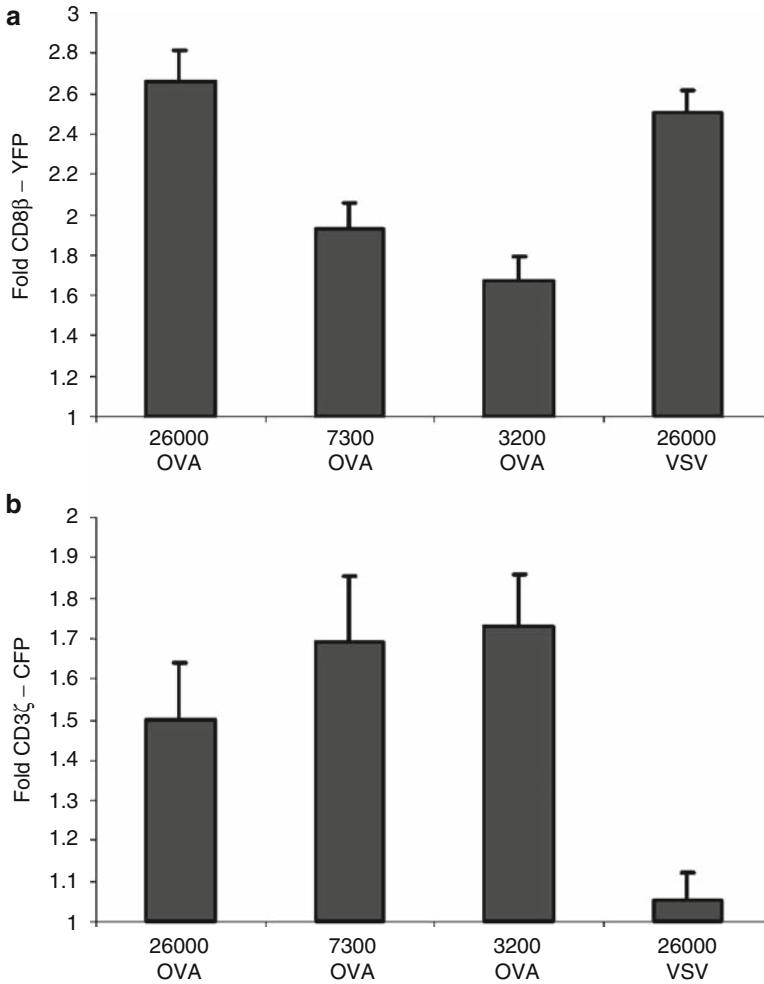 a
Fold CD8β – YFP
3
2.8
2.6
2.4
2.2
2
1.8
1.6
1.4
1.2
1
26000 7300 3200 26000
OVA OVA OVA VSV
b
Fold CD3ζ – CFP
2
1.9
1.8
1.7
1.6
1.5
1.4
1.3
1.2
1.1
1
26000 7300 3200 26000
OVA OVA OVA VSV